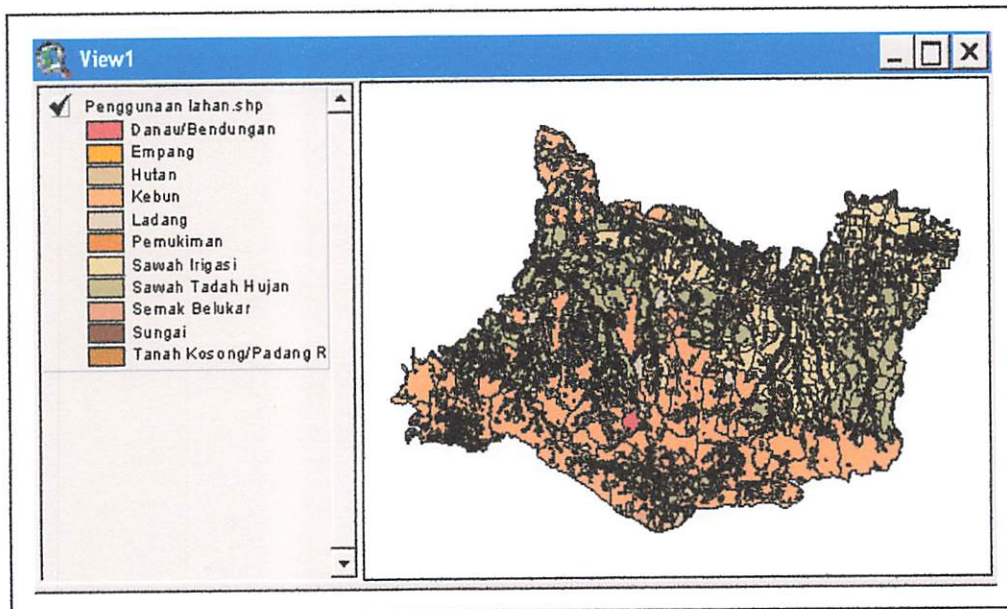 View1
Penggunaan lahan.shp
Danau/Bendungan
Empang
Hutan
Kebun
Ladang
Pemukiman
Sawah Irigasi
Sawah Tadah Hujan
Semak Belukar
Sungai
Tanah Kosong/Padang R